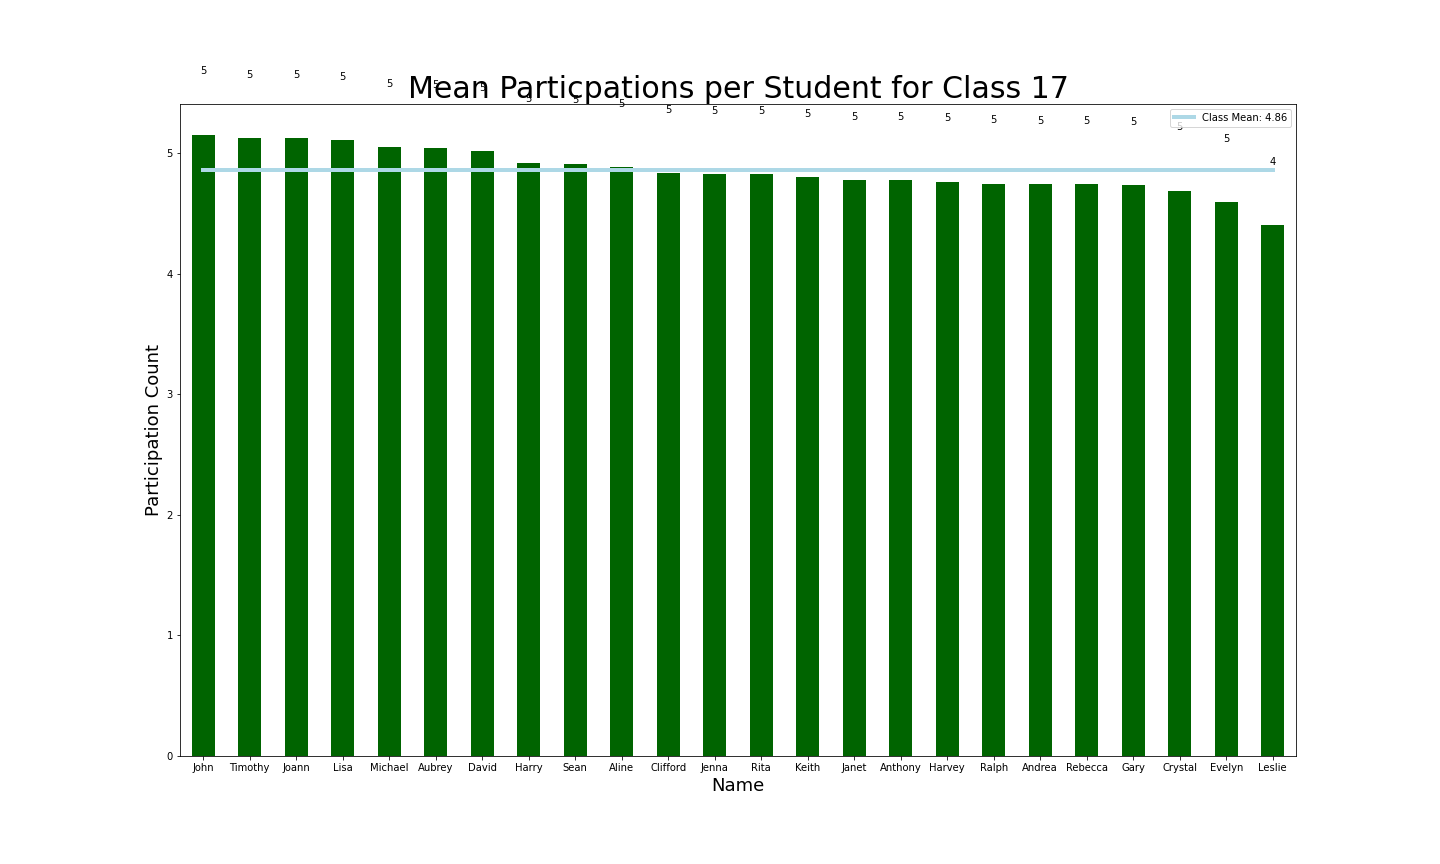 5 5 5 5 5 5 5 5 5 5 5 5 5 5 5 5 5 5 5 5 5 5 5 4
Mean Particpations per Student for Class 17
Class Mean: 4.86
Participation Count
5
4
3
2
1
0
John Timothy Joann Lisa Michael Aubrey David Harry Sean Aline Clifford Jenna Rita Keith Janet Anthony Harvey Ralph Andrea Rebecca Gary Crystal Evelyn Leslie
Name